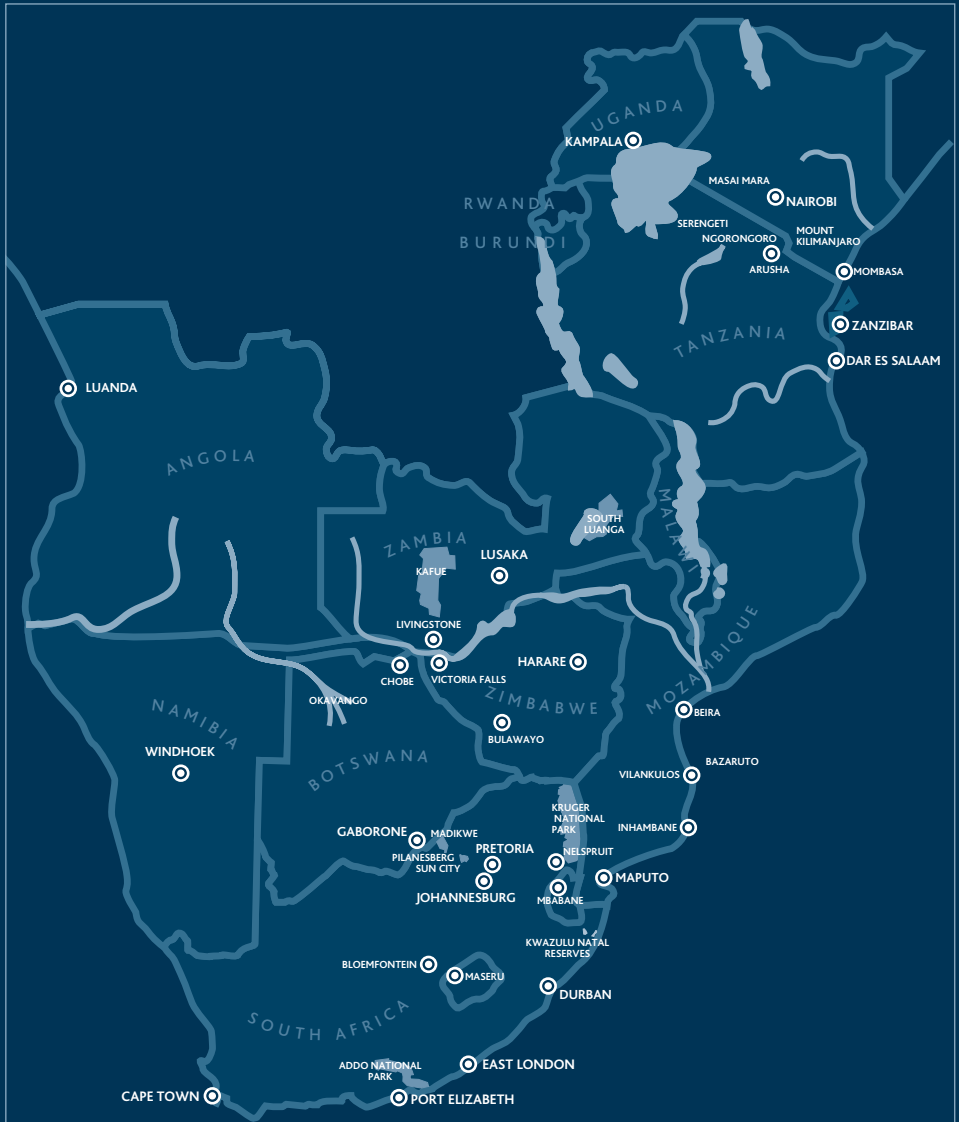 UGANDA
KAMPALA
MASAI MARA
NAIROBI
RWANDA
SERENGETI
BURUNDI
NGORONGORO
MOUNT
KILIMANJARO
ARUSHA
MOMBASA
ZANZIBAR
TANZANIA
DAR ES SALAAM
LUANDA
ANGOLA
MALAWI
SOUTH
LUANGA
ZAMBIA
LUSAKA
KAFUE
LIVINGSTONE
HARARE
CHOBE
VICTORIA FALLS
MOZAMBIQUE
OKAVANGO
ZIMBABWE
NAMIBIA
BEIRA
BULAWAYO
WINDHOEK
BOTSWANA
BAZARUTO
VILANKULOS
KRUGER
NATIONAL
PARK
INHAMBANE
GABORONE
MADIKWE
PILANESBERG
SUN CITY
PRETORIA
NELSPRUIT
MAPUTO
JOHANNESBURG
MBABANE
KWAZULU NATAL
RESERVES
BLOEMFONTEIN
MASERU
DURBAN
SOUTH AFRICA
ADDO NATIONAL
PARK
EAST LONDON
CAPE TOWN
PORT ELIZABETH